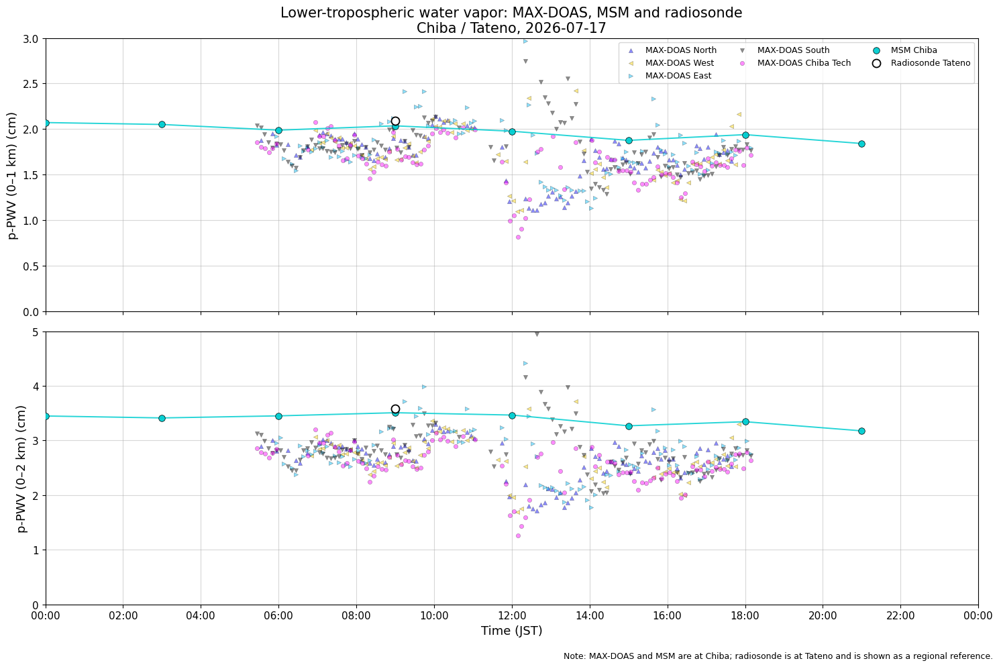 Lower-tropospheric water vapor: MAX-DOAS, MSM and radiosonde
Chiba / Tateno, 2026-07-17
p-PWV (0–1 km) (cm)
3.0
2.5
2.0
1.5
1.0
0.5
0.0
MAX-DOAS North
MAX-DOAS West
MAX-DOAS East
MAX-DOAS South
MAX-DOAS Chiba Tech
MSM Chiba
Radiosonde Tateno
p-PWV (0–2 km) (cm)
5
4
3
2
1
0
00:00 02:00 04:00 06:00 08:00 10:00 12:00 14:00 16:00 18:00 20:00 22:00 00:00
Time (JST)
Note: MAX-DOAS and MSM are at Chiba; radiosonde is at Tateno and is shown as a regional reference.